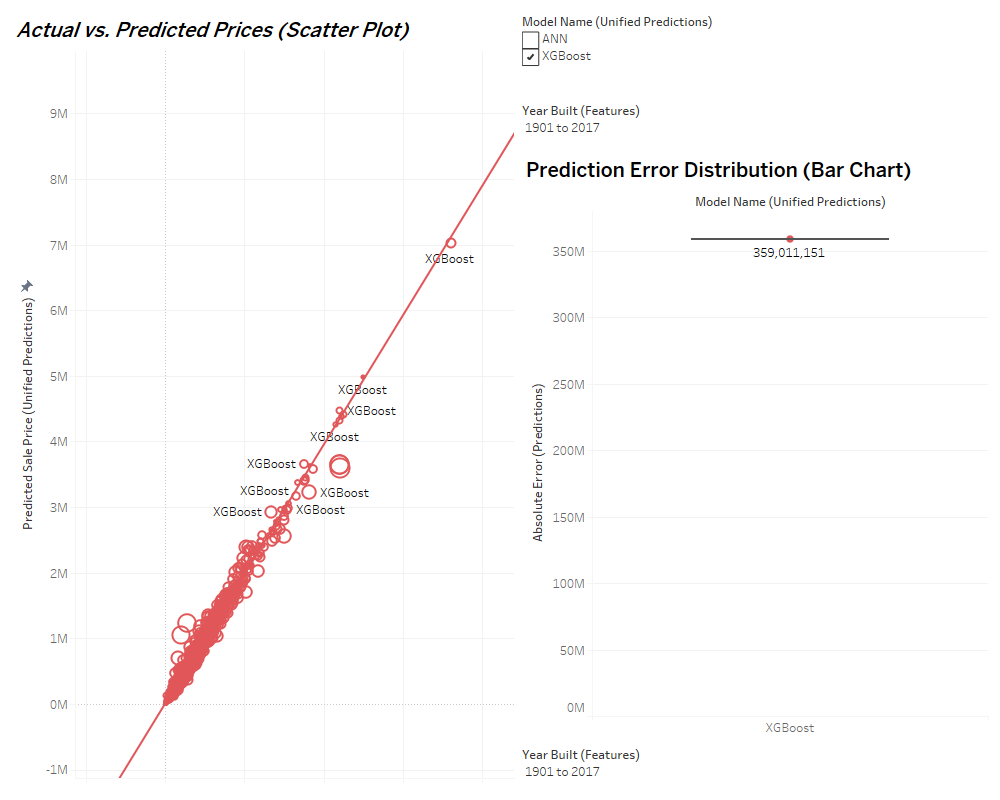 Actual vs. Predicted Prices (Scatter Plot)
Predicted Sale Price (Unified Predictions)
9M
8M
7M
6M
5M
4M
3M
2M
1M
0M
-1M
XGBoost
XGBoost
XGBoost
XGBoost
XGBoost
XGBoost
XGBoost
XGBoost
XGBoost
Model Name (Unified Predictions)
ANN
XGBoost
Year Built (Features)
1901 to 2017
Prediction Error Distribution (Bar Chart)
Model Name (Unified Predictions)
359,011,151
Absolute Error (Predictions)
350M
300M
250M
200M
150M
100M
50M
0M
XGBoost
Year Built (Features)
1901 to 2017